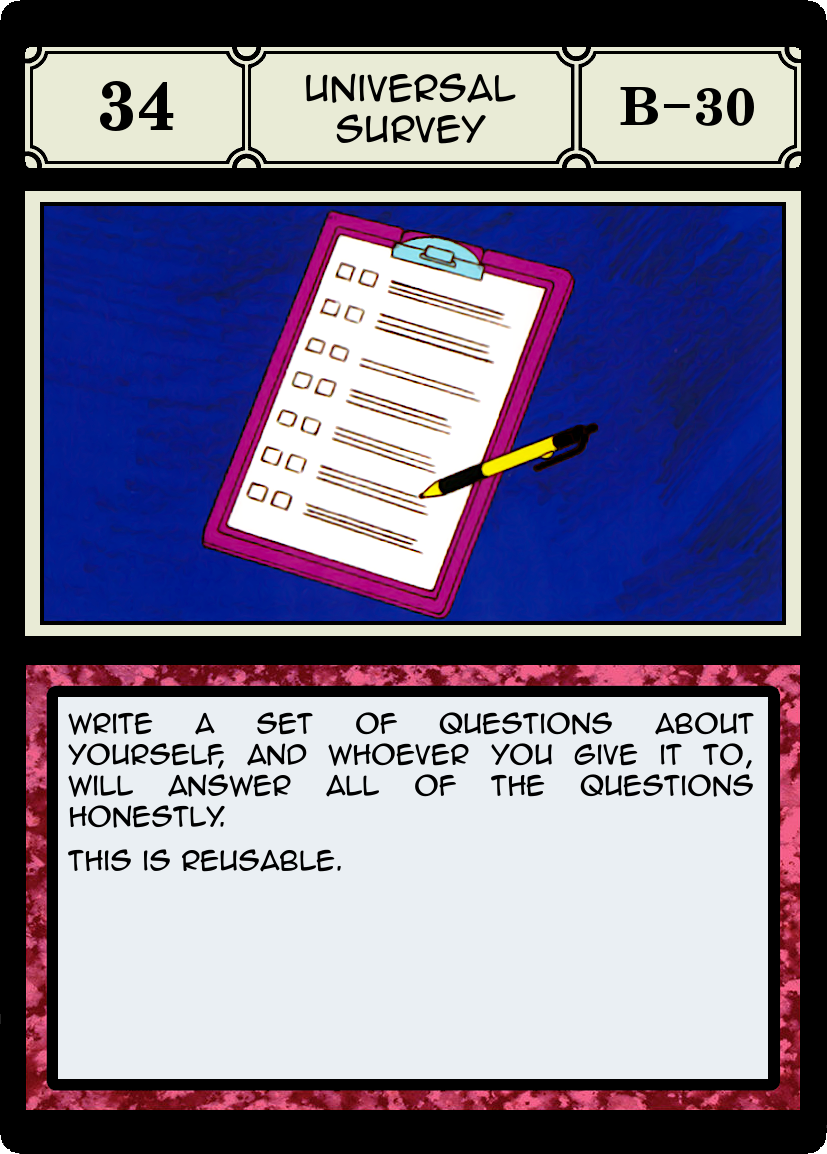 34
UNIVERSAL
SURVEY
B-30
WRITE A SET OF QUESTIONS ABOUT
YOURSELF, AND WHOEVER YOU GIVE IT TO,
WILL ANSWER ALL OF THE QUESTIONS
HONESTLY.
THIS IS REUSABLE.